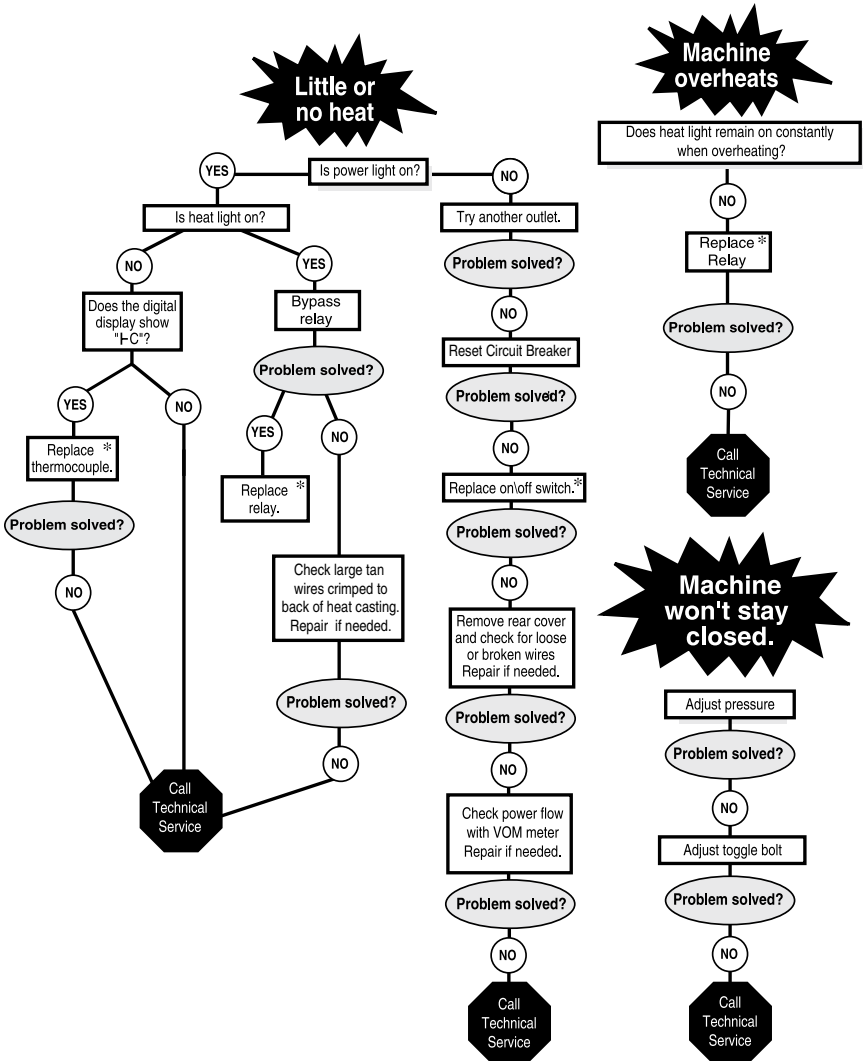 Little or
no heat
Is power light on?
YES
Is heat light on?
NO
Does the digital
display show
"⊢C"?
YES
Replace *
thermocouple.
Problem solved?
NO
NO
YES
Bypass
relay
Problem solved?
YES
Replace *
relay.
NO
Check large tan
wires crimped to
back of heat casting.
Repair if needed.
Problem solved?
NO
Call
Technical
Service
NO
Try another outlet.
Problem solved?
NO
Reset Circuit Breaker
Problem solved?
NO
Replace on\off switch.*
Problem solved?
NO
Remove rear cover
and check for loose
or broken wires
Repair if needed.
Problem solved?
NO
Check power flow
with VOM meter
Repair if needed.
Problem solved?
NO
Call
Technical
Service
Machine
overheats
Does heat light remain on constantly
when overheating?
NO
Replace *
Relay
Problem solved?
NO
Call
Technical
Service
Machine
won't stay
closed.
Adjust pressure
Problem solved?
NO
Adjust toggle bolt
Problem solved?
NO
Call
Technical
Service